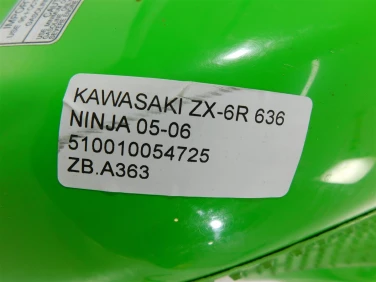 KAWASAKI ZX-6R 636
NINJA 05-06
510010054725
ZB.A363